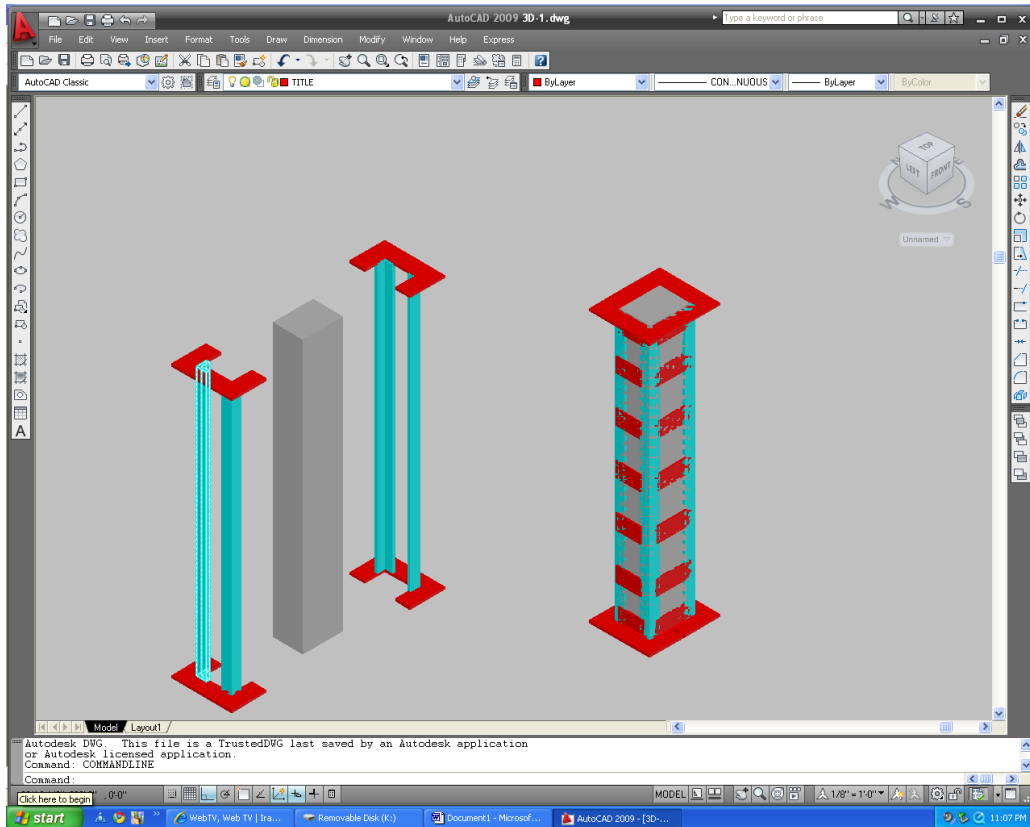 AutoCAD 2009 3D-1.dwg
Type a keyword or phrase
File Edit View Insert Format Tools Draw Dimension Modify Window Help Express
AutoCAD Classic
TITLE
ByLayer
CON...NUOUS
ByLayer
ByColor
TOP
LEFT
FRONT
W
S
Unnamed
A
Model
Layout1
Autodesk DWG. This file is a TrustedDWG last saved by an Autodesk application
or Autodesk licensed application.
Command: COMMANDLINE
Command:
Click here to begin
, 0'-0"
MODEL
1/8" = 1'-0"
start
WebTV, Web TV | Ira...
Removable Disk (K:)
Document1 - Microsof...
AutoCAD 2009 - [3D-...
11:07 PM